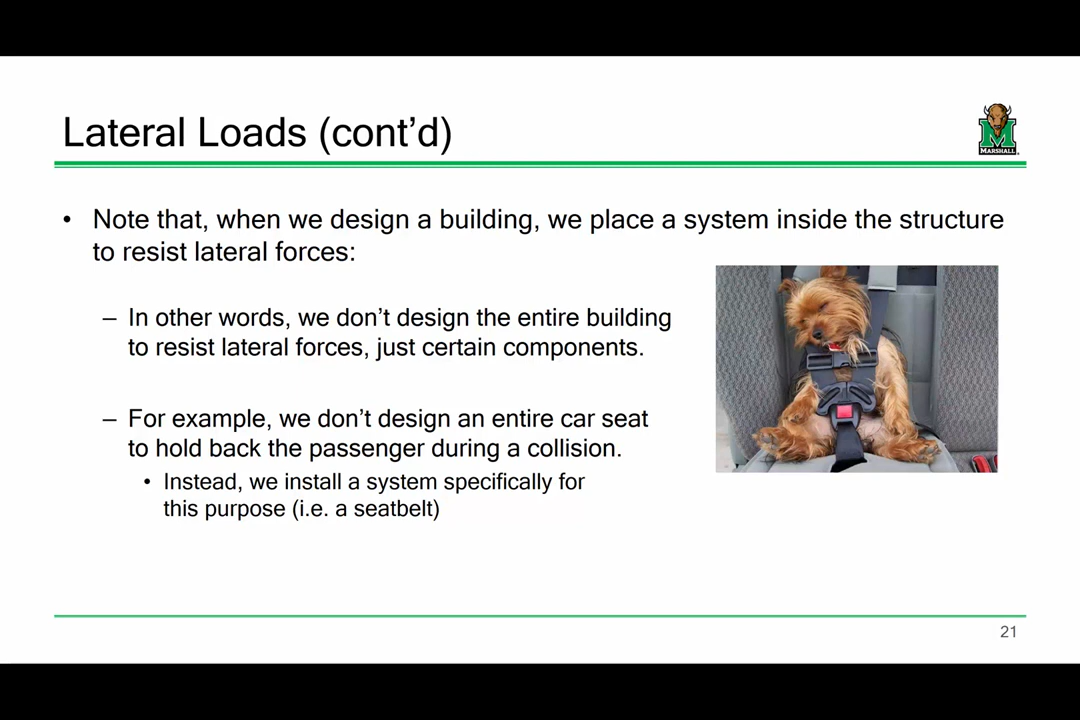 Lateral Loads (cont’d)
MARSHALL
• Note that, when we design a building, we place a system inside the structure
to resist lateral forces:
– In other words, we don’t design the entire building
to resist lateral forces, just certain components.
– For example, we don’t design an entire car seat
to hold back the passenger during a collision.
• Instead, we install a system specifically for
this purpose (i.e. a seatbelt)
21